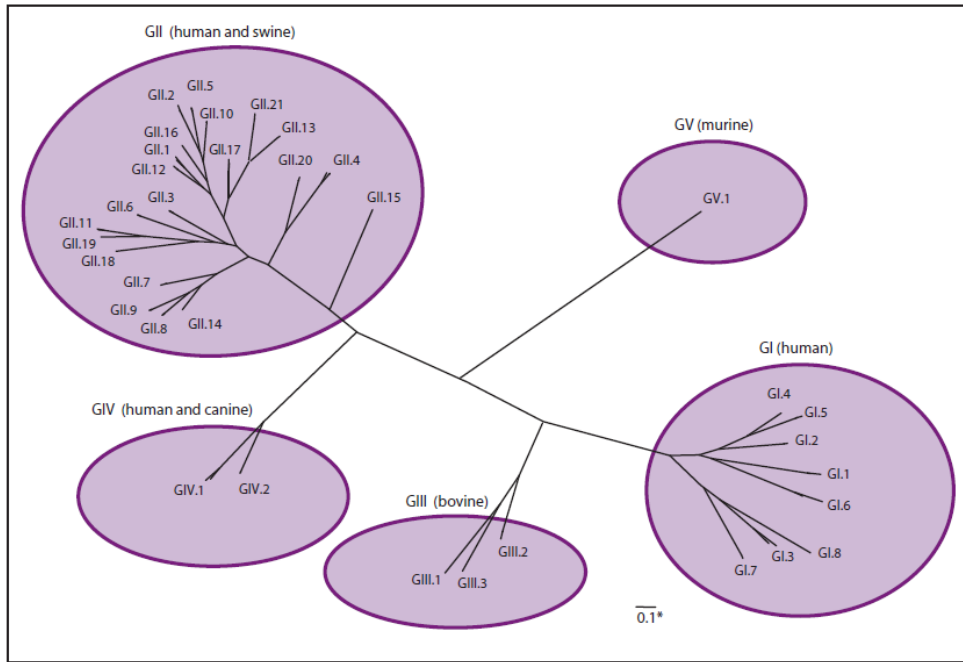 GII (human and swine)
GII.5
GII.2
GII.21
GII.10
GII.16
GII.13
GII.1
GII.17
GII.20
GII.4
GII.12
GII.3
GII.15
GII.6
GII.11
GII.19
GII.18
GII.7
GII.9
GII.8
GII.14
GV (murine)
GV.1
GI (human)
GI.4
GI.5
GI.2
GI.1
GI.6
GI.8
GI.3
GI.7
GIV (human and canine)
GIV.1
GIV.2
GIII (bovine)
GIII.2
GIII.1
GIII.3
0.1*